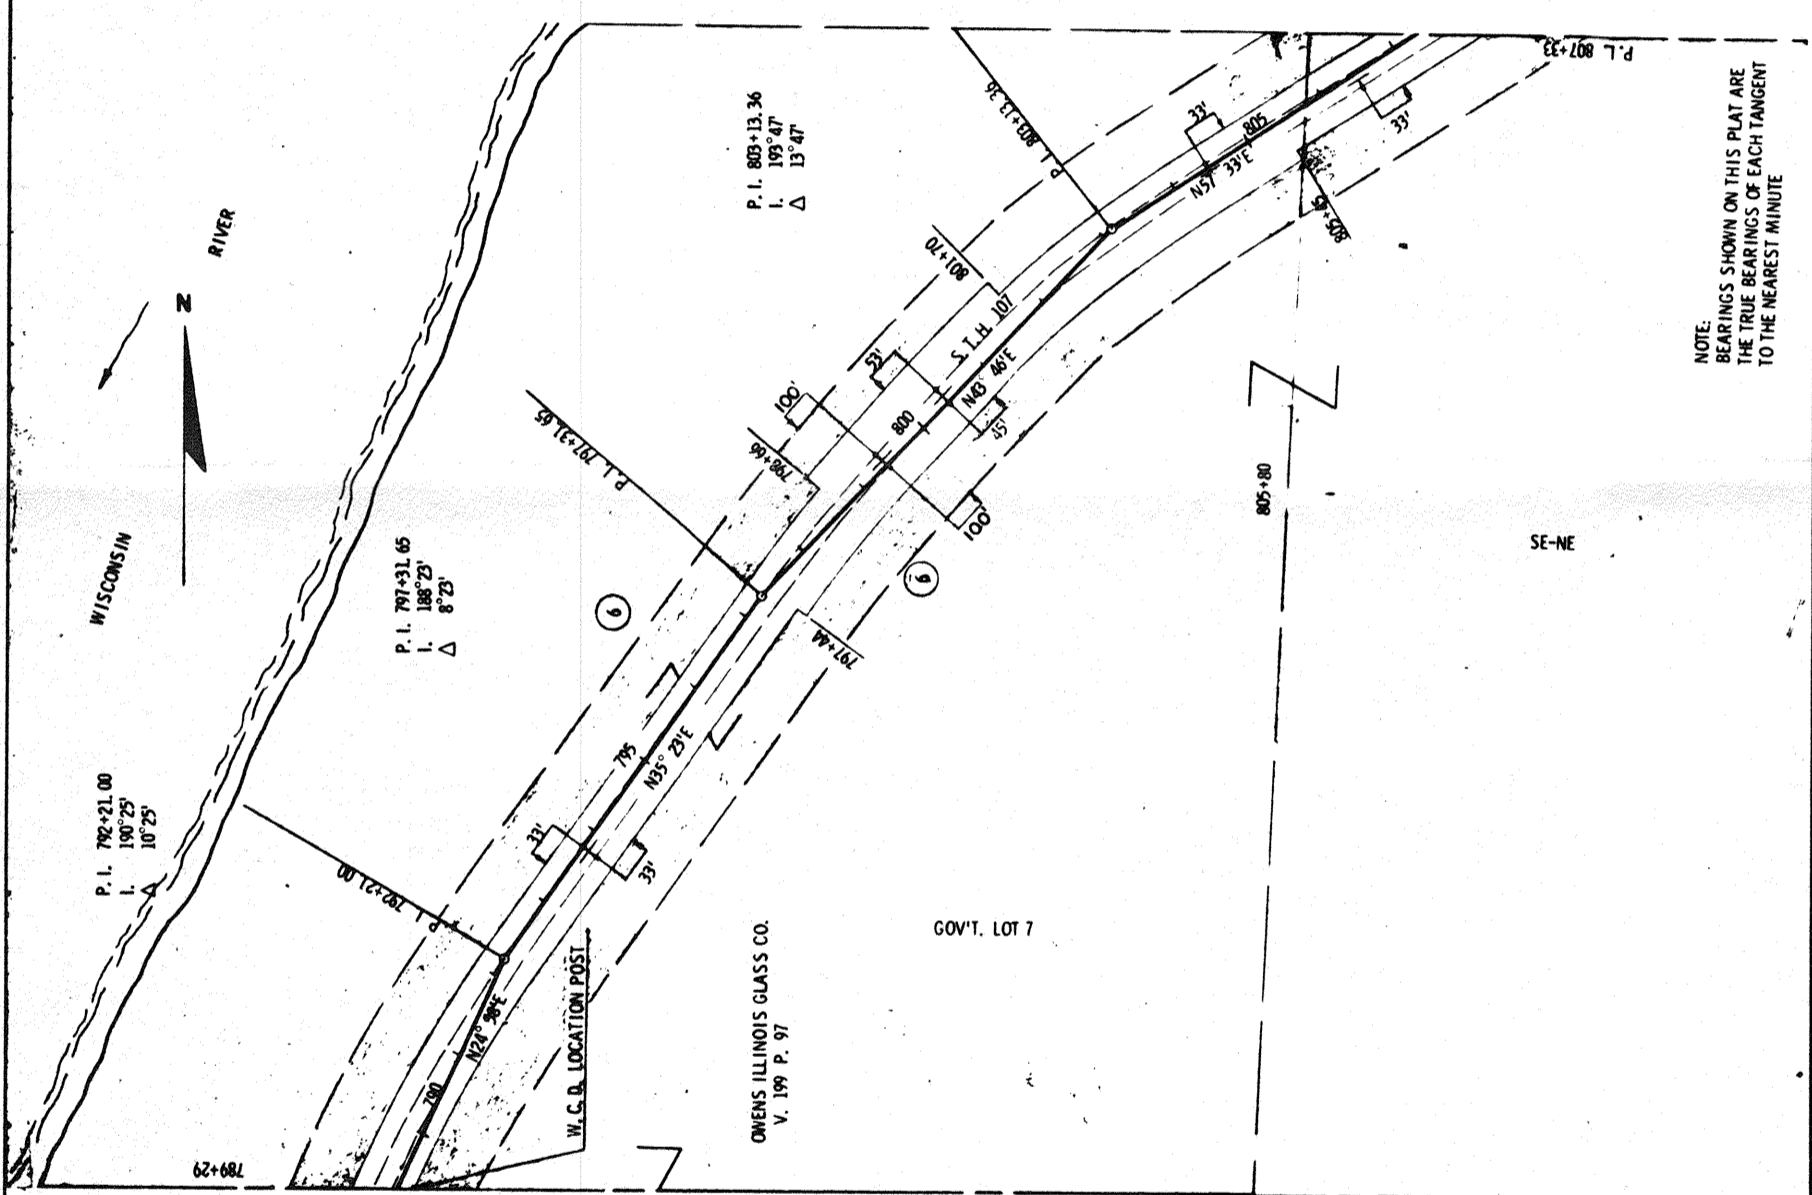 WISCONSIN
RIVER
N
P. I. 792+21.00
I. 190°25'
Δ 10°25'
P. I. 797+31.65
I. 188°23'
Δ 8°23'
P. I. 803+13.36
I. 193°47'
Δ 13°47'
P. I. 792+21.00
P. I. 797+31.65
P. I. 803+13.36
P. L. 807+33
801+70
798+66
797+44
805+45
805+80
789+29
790
795
800
805
N35° 23'E
N43° 46'E
N57° 33'E
S. T. H. 107
33'
33'
100'
100'
53'
45'
33'
33'
6
6
W. C. D. LOCATION POST
OWENS ILLINOIS GLASS CO.
V. 199 P. 97
GOV'T. LOT 7
SE-NE
NOTE:
BEARINGS SHOWN ON THIS PLAT ARE
THE TRUE BEARINGS OF EACH TANGENT
TO THE NEAREST MINUTE